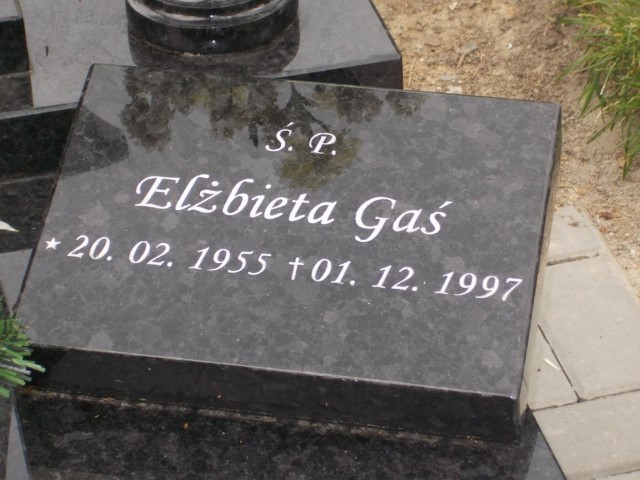 Ś. P.
Elżbieta Gaś
★ 20. 02. 1955 † 01. 12. 1997